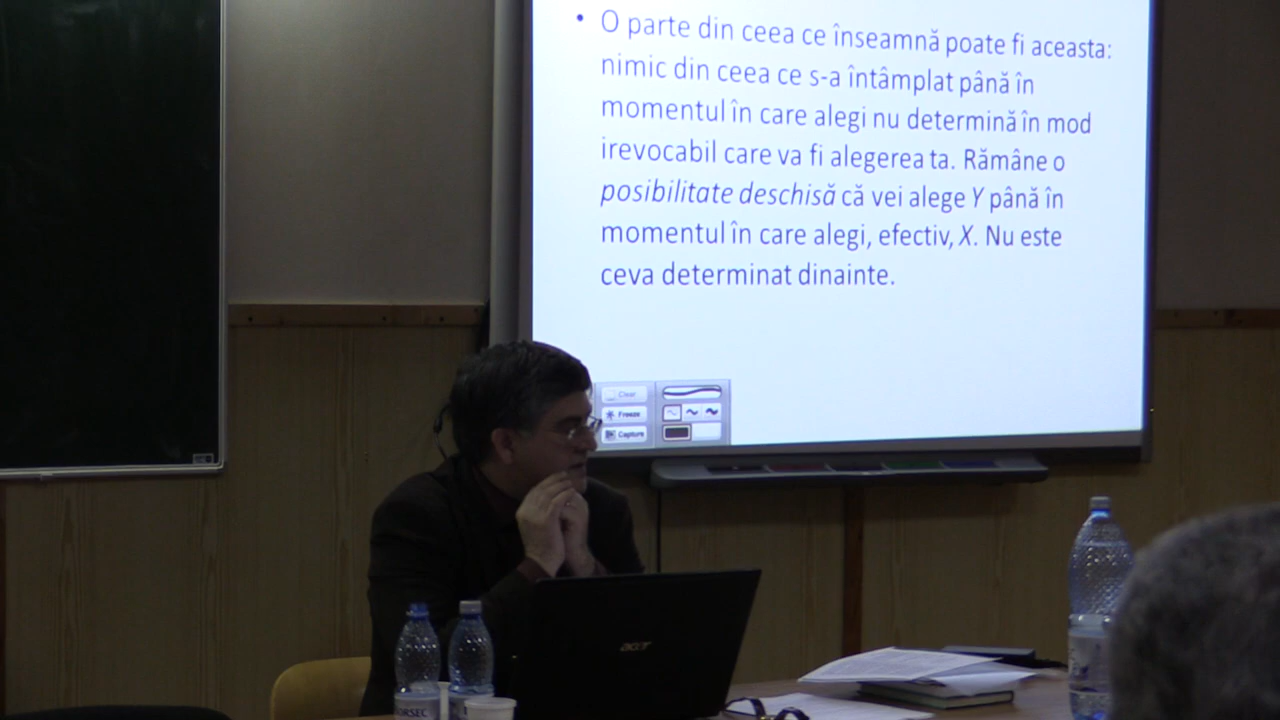 • O parte din ceea ce înseamnă poate fi aceasta:
nimic din ceea ce s-a întâmplat până în
momentul în care alegi nu determină în mod
irevocabil care va fi alegerea ta. Rămâne o
posibilitate deschisă că vei alege Y până în
momentul în care alegi, efectiv, X. Nu este
ceva determinat dinainte.
Clear
Freeze
Capture
acer